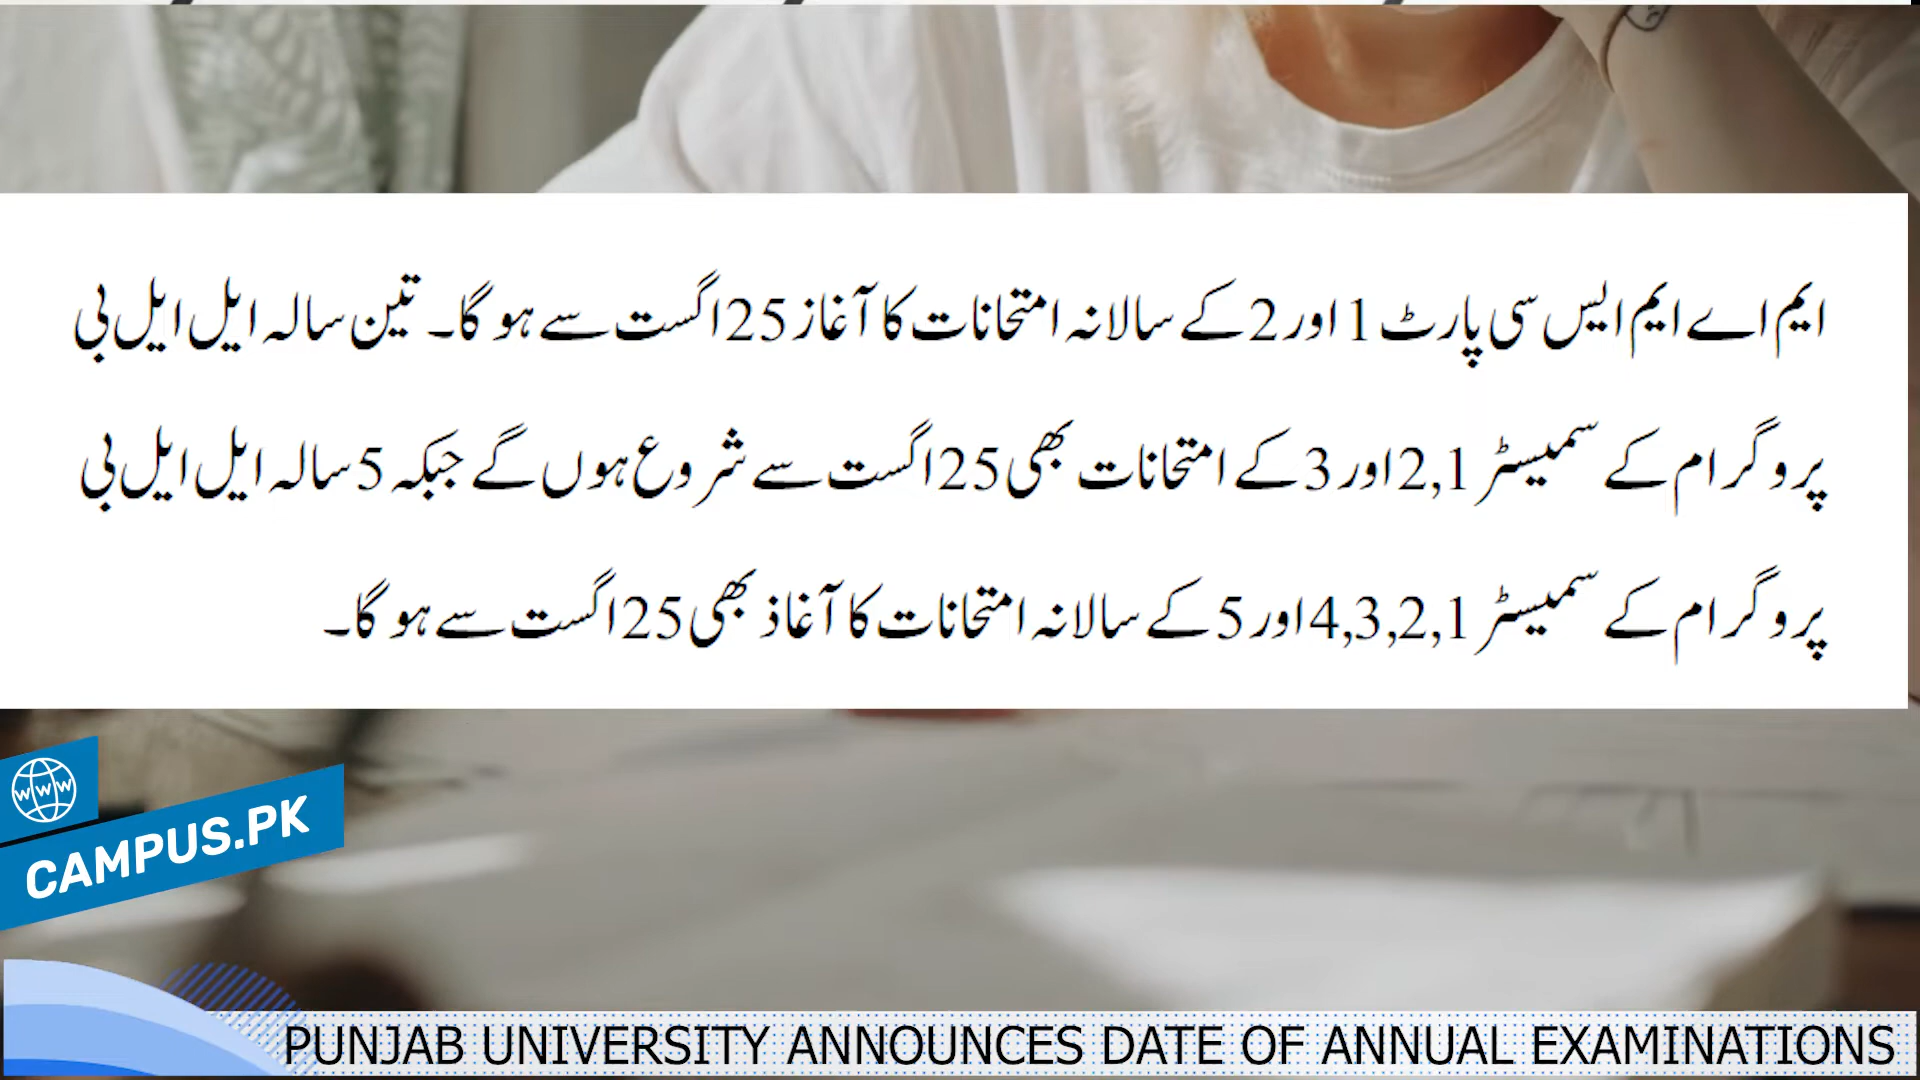 ایم اے ایم ایس سی پارٹ 1 اور 2 کے سالانہ امتحانات کا آغاز 25 اگست سے ہو گا۔ تین سالہ ایل ایل بی
پروگرام کے سمیسٹر 2,1 اور 3 کے امتحانات بھی 25 اگست سے شروع ہوں گے جبکہ 5 سالہ ایل ایل بی
پروگرام کے سمیسٹر 4,3,2,1 اور 5 کے سالانہ امتحانات کا آغاذ بھی 25 اگست سے ہو گا۔
WWW
CAMPUS.PK
PUNJAB UNIVERSITY ANNOUNCES DATE OF ANNUAL EXAMINATIONS